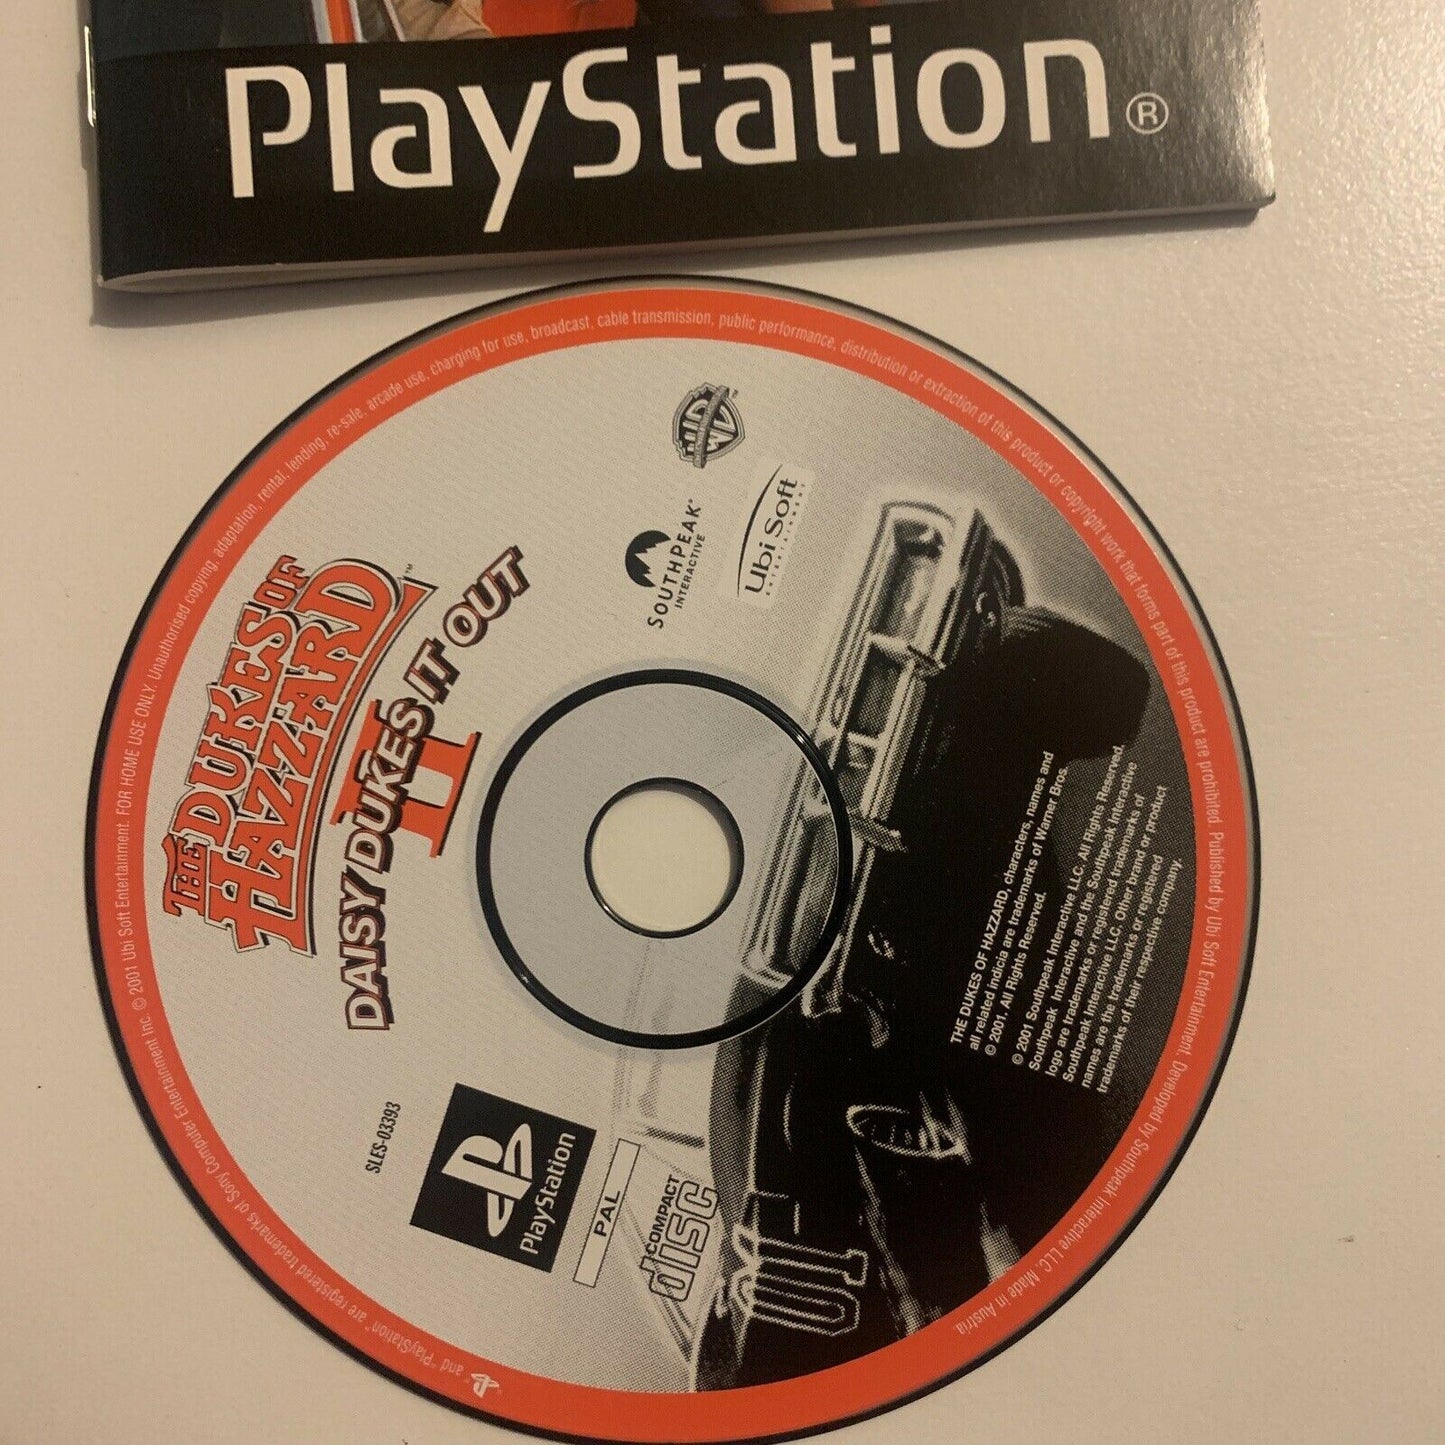 PlayStation®
THE DUKES OF
HAZZARD™
II
DAISY DUKES IT OUT
SOUTHPEAK®
INTERACTIVE
WB™
Ubi Soft
ENTERTAINMENT
SLES-03393
PlayStation
PAL
COMPACT
disc
01
THE DUKES OF HAZZARD, characters, names and
all related indicia are trademarks of Warner Bros.
© 2001. All Rights Reserved.
© 2001 Southpeak Interactive LLC. All Rights Reserved.
Southpeak Interactive and the Southpeak Interactive
logo are trademarks or registered trademarks of
Southpeak Interactive LLC. Other brand or product
names are the trademarks or registered
trademarks of their respective company.
"PS" and "PlayStation" are registered trademarks of Sony Computer Entertainment Inc. © 2001 Ubi Soft Entertainment. FOR HOME USE ONLY. Unauthorised copying, adaptation, rental, lending, re-sale, arcade use, charging for use, broadcast, cable transmission, public performance, distribution or extraction of this product or copyright work that forms part of this product are prohibited. Published by Ubi Soft Entertainment. Developed by Southpeak Interactive LLC. Made in Austria.